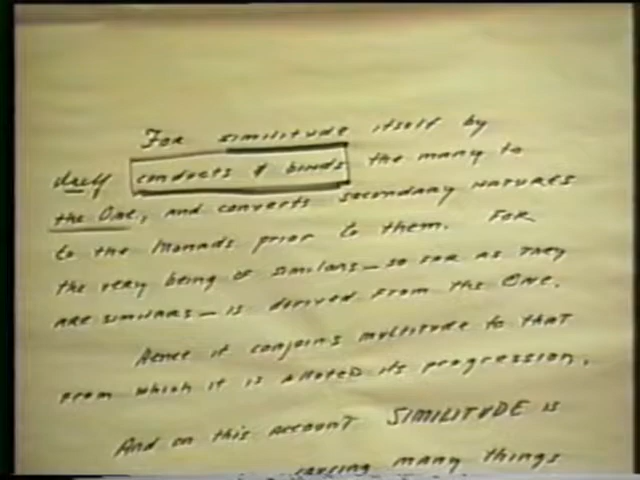 For similitude itself by
itself conducts & binds the many to
the One, and converts secondary natures
to the Monads prior to them. For
the very being of similars — so far as they
are similars — is derived from the One.
Hence it conjoins multitude to that
from which it is alloted its progression.
And on this account SIMILITUDE is
causing many things